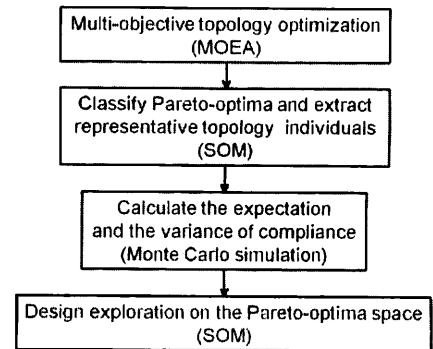 Multi-objective topology optimization
(MOEA)
Classify Pareto-optima and extract
representative topology individuals
(SOM)
Calculate the expectation
and the variance of compliance
(Monte Carlo simulation)
Design exploration on the Pareto-optima space
(SOM)